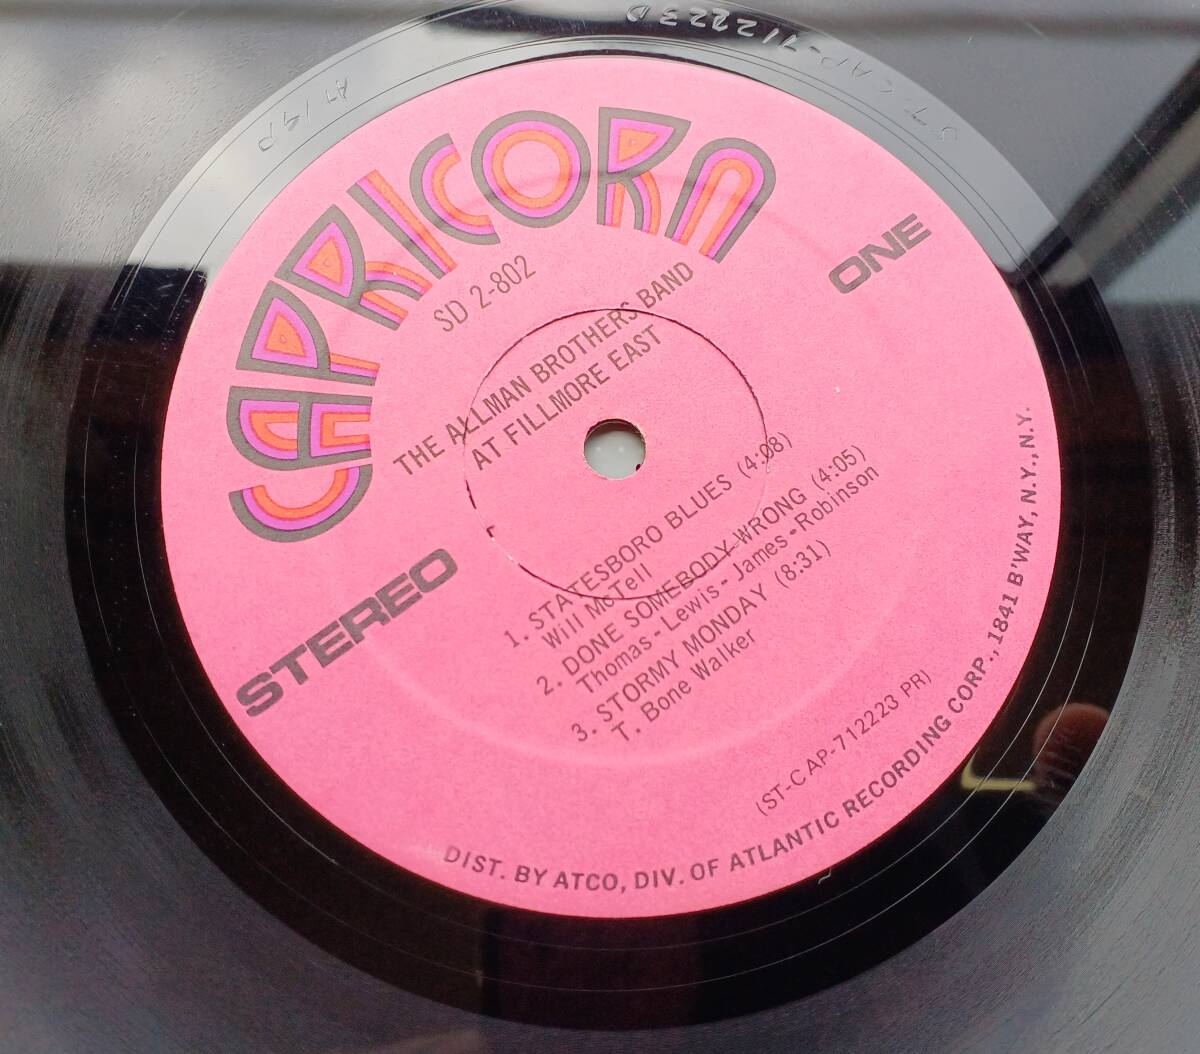 CAPRICORN
SD 2-802
THE ALLMAN BROTHERS BAND
AT FILLMORE EAST
ONE
STEREO
1. STATESBORO BLUES (4:08)
Will McTell
2. DONE SOMEBODY WRONG (4:05)
Thomas-Lewis-James-Robinson
3. STORMY MONDAY (8:31)
T. Bone Walker
(ST-C AP-712223 PR)
DIST. BY ATCO, DIV. OF ATLANTIC RECORDING CORP., 1841 B'WAY, N.Y., N.Y.
ST-CAP-712223D